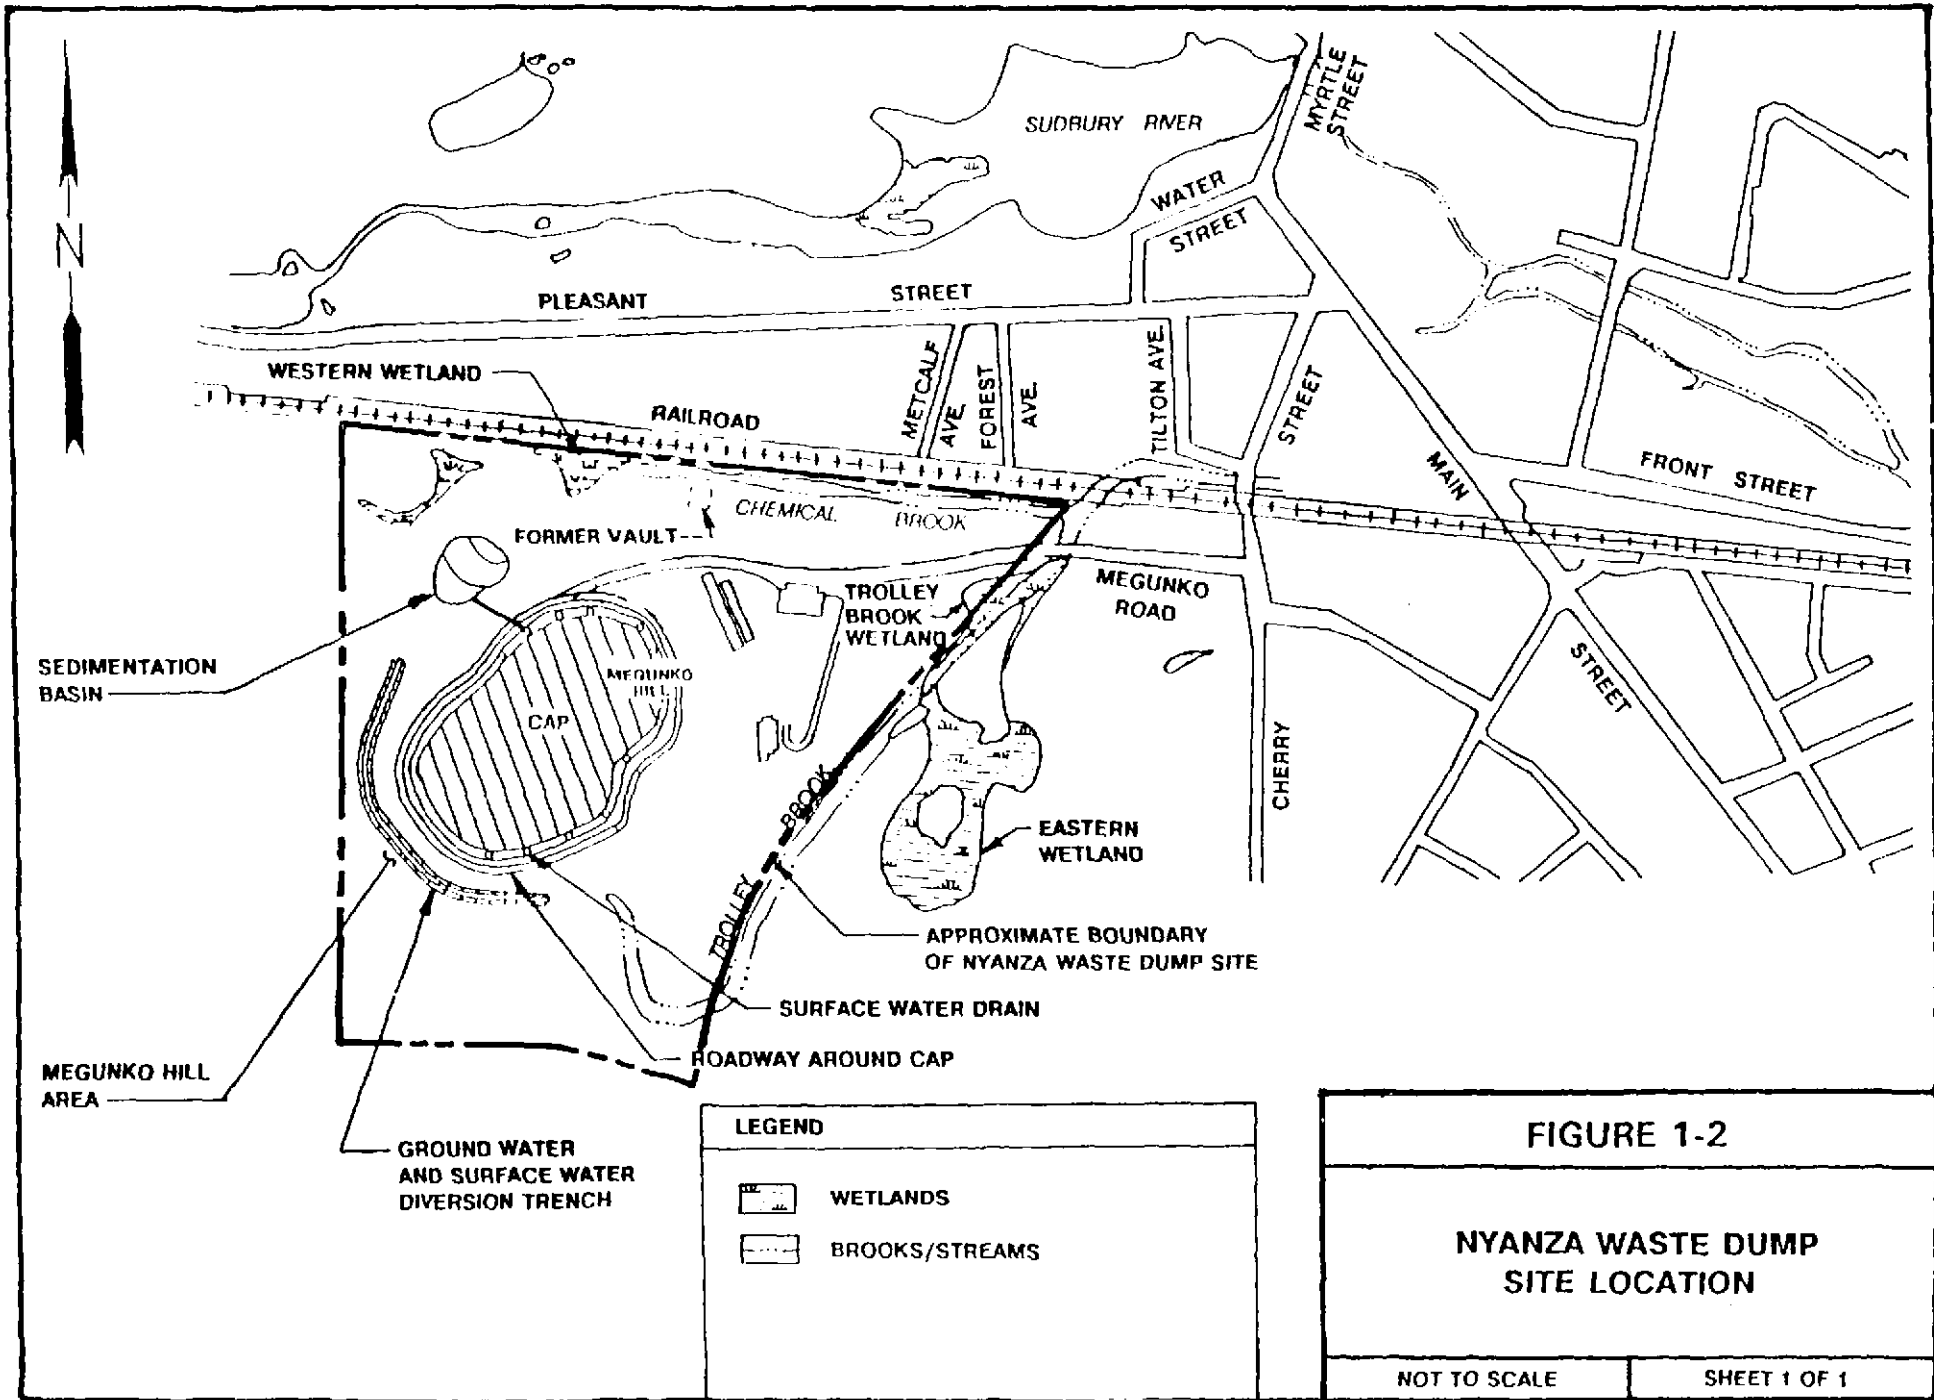 N
SUDBURY RIVER
MYRTLE
STREET
WATER
STREET
PLEASANT STREET
WESTERN WETLAND
RAILROAD
METCALF
AVE.
FOREST
AVE.
TILTON AVE.
STREET
MAIN
FRONT STREET
CHEMICAL BROOK
FORMER VAULT
TROLLEY
BROOK
WETLAND
MEGUNKO
ROAD
SEDIMENTATION
BASIN
MEGUNKO
HILL
CAP
STREET
CHERRY
BROOK
TROLLEY
EASTERN
WETLAND
APPROXIMATE BOUNDARY
OF NYANZA WASTE DUMP SITE
SURFACE WATER DRAIN
ROADWAY AROUND CAP
MEGUNKO HILL
AREA
GROUND WATER
AND SURFACE WATER
DIVERSION TRENCH
LEGEND
WETLANDS
BROOKS/STREAMS
FIGURE 1-2
NYANZA WASTE DUMP
SITE LOCATION
NOT TO SCALE
SHEET 1 OF 1